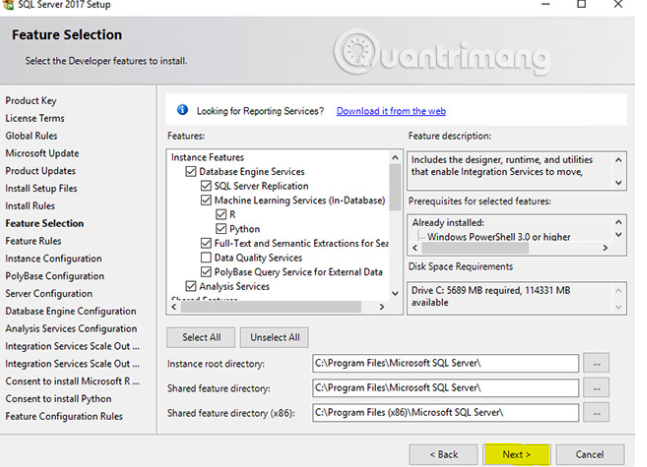 SQL Server 2017 Setup
Feature Selection
Select the Developer features to install.
Quantrimang
Product Key
License Terms
Global Rules
Microsoft Update
Product Updates
Install Setup Files
Install Rules
Feature Selection
Feature Rules
Instance Configuration
PolyBase Configuration
Server Configuration
Database Engine Configuration
Analysis Services Configuration
Integration Services Scale Out ...
Integration Services Scale Out ...
Consent to install Microsoft R ...
Consent to install Python
Feature Configuration Rules
Looking for Reporting Services? Download it from the web
Features:
Instance Features
Database Engine Services
SQL Server Replication
Machine Learning Services (In-Database)
R
Python
Full-Text and Semantic Extractions for Sea
Data Quality Services
PolyBase Query Service for External Data
Analysis Services
Shared Features
Feature description:
Includes the designer, runtime, and utilities
that enable Integration Services to move,
Prerequisites for selected features:
Already installed:
Windows PowerShell 3.0 or higher
Disk Space Requirements
Drive C: 5689 MB required, 114331 MB
available
Select All Unselect All
Instance root directory: C:\Program Files\Microsoft SQL Server\ ...
Shared feature directory: C:\Program Files\Microsoft SQL Server\ ...
Shared feature directory (x86): C:\Program Files (x86)\Microsoft SQL Server\ ...
< Back Next > Cancel